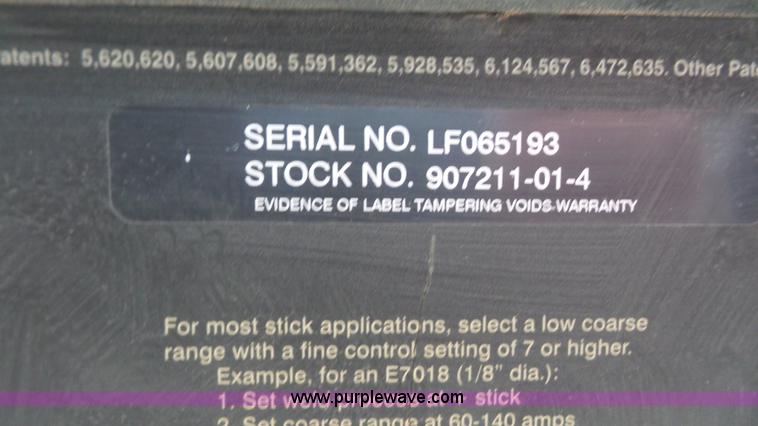 atents: 5,620,620, 5,607,608, 5,591,362, 5,928,535, 6,124,567, 6,472,635. Other Pat
SERIAL NO. LF065193
STOCK NO. 907211-01-4
EVIDENCE OF LABEL TAMPERING VOIDS WARRANTY
For most stick applications, select a low coarse
range with a fine control setting of 7 or higher.
Example, for an E7018 (1/8" dia.):
1. Set stick
www.purplewave.com
2. Set coarse range at 60-140 amps